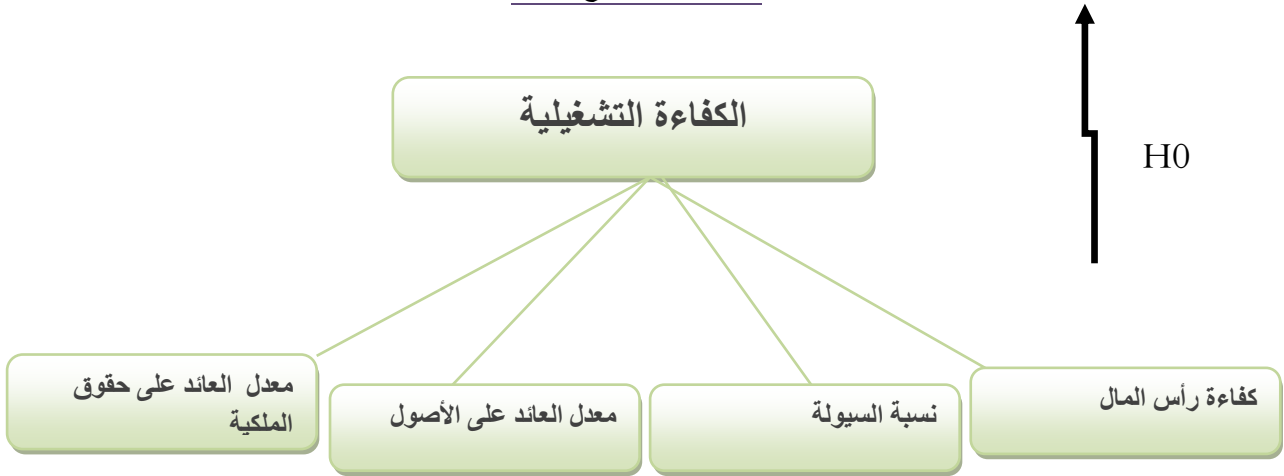 الكفاءة التشغيلية
H0
كفاءة رأس المال
نسبة السيولة
معدل العائد على الأصول
معدل العائد على حقوق
الملكية